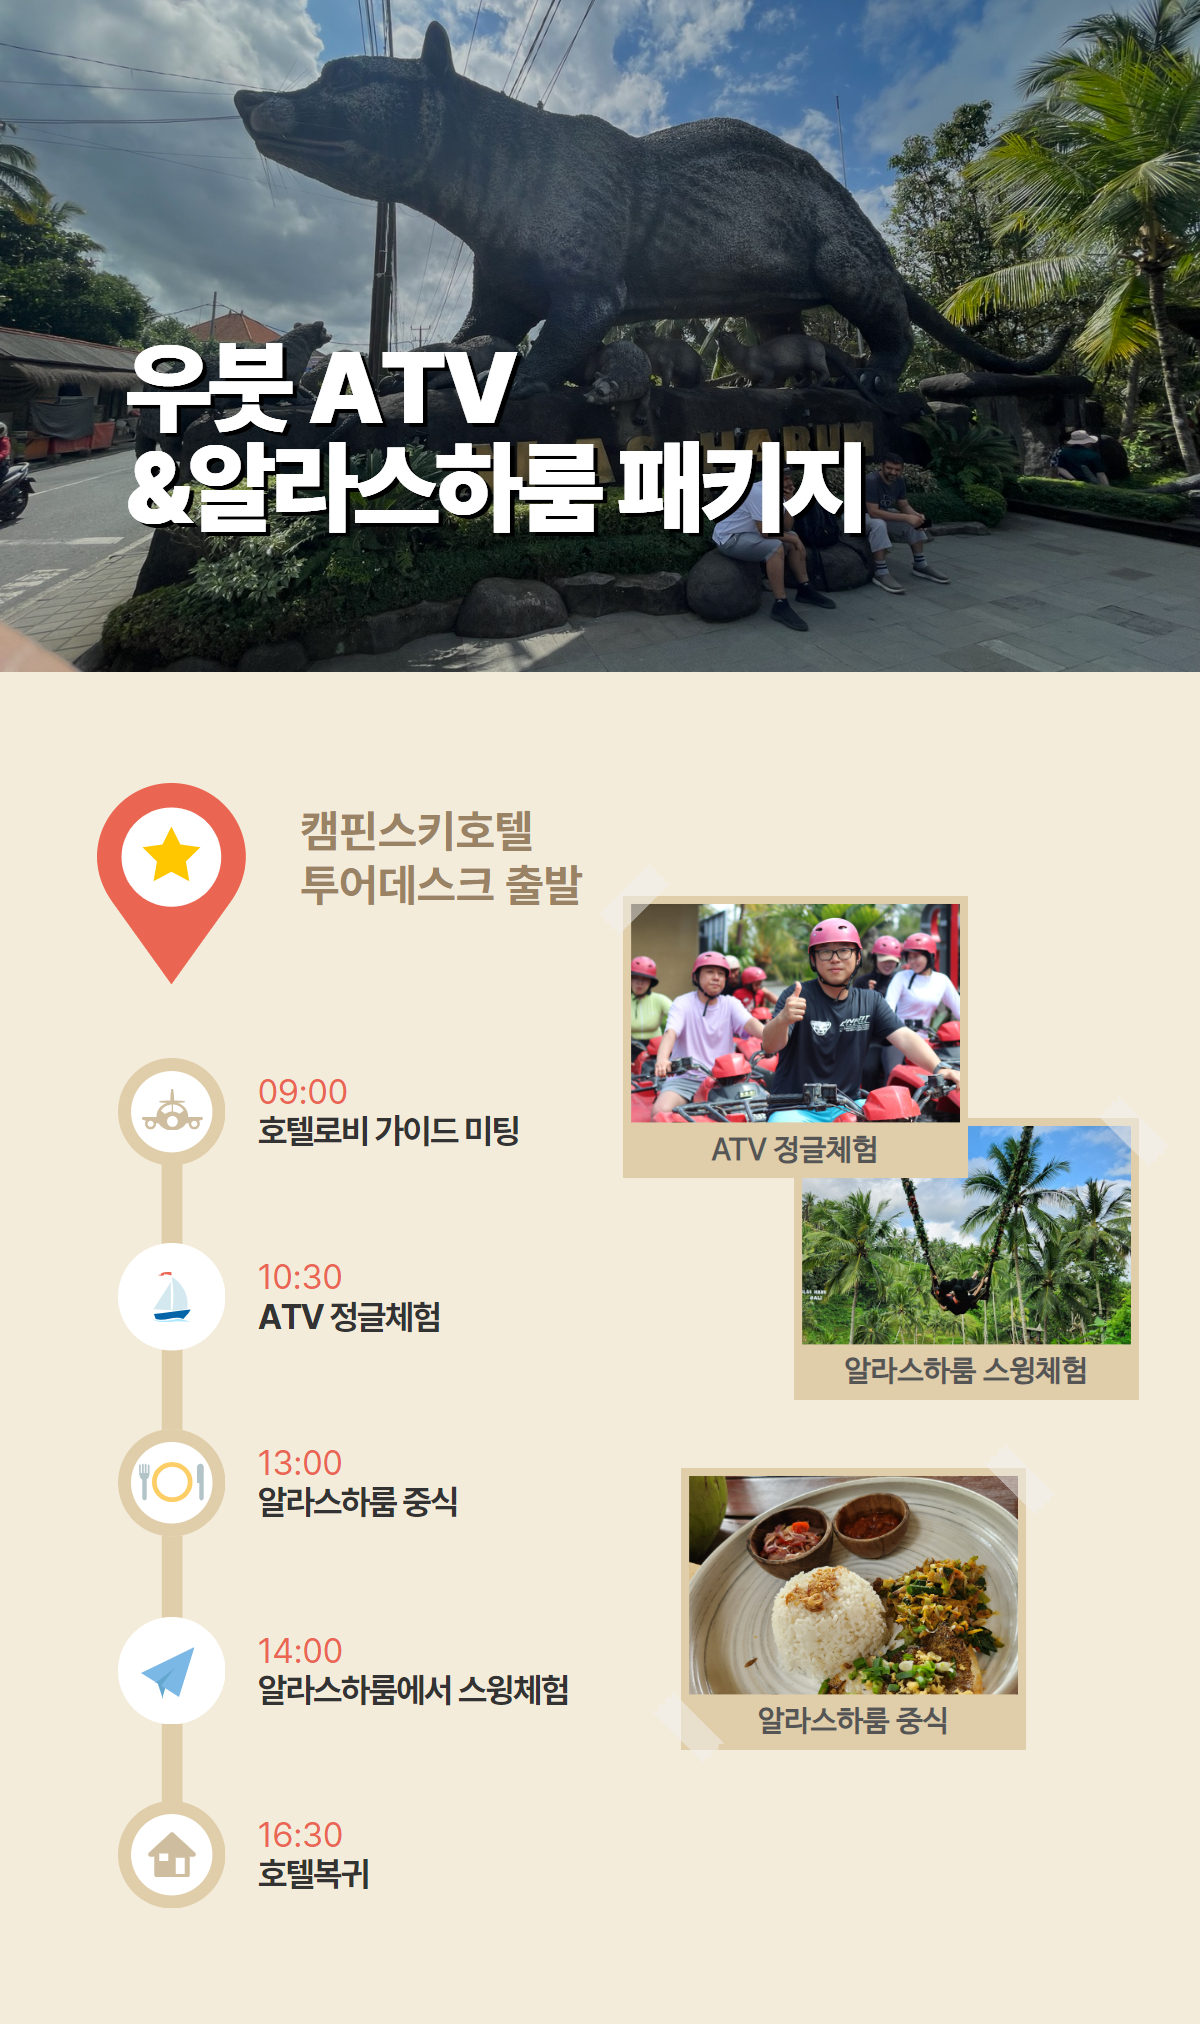 우붓 ATV
&알라스하룸 패키지
ALAS HARUM
캠핀스키호텔
투어데스크 출발
09:00
호텔로비 가이드 미팅
10:30
ATV 정글체험
13:00
알라스하룸 중식
14:00
알라스하룸에서 스윙체험
16:30
호텔복귀
ATV 정글체험
BALI
알라스하룸 스윙체험
알라스하룸 중식